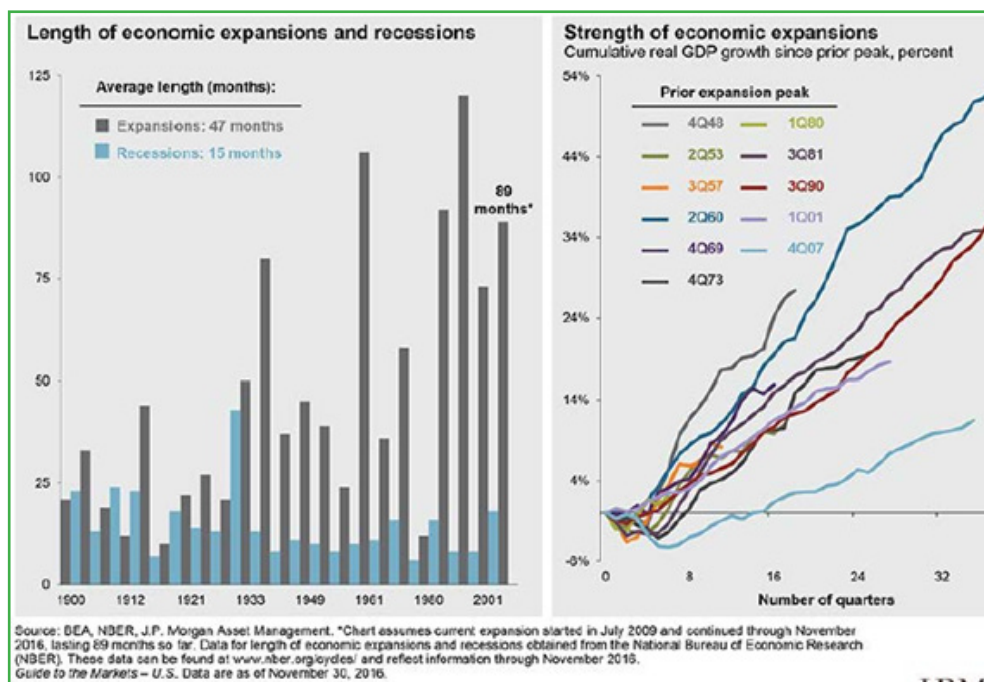 Length of economic expansions and recessions
125
100
75
50
25
0
Average length (months):
Expansions: 47 months
Recessions: 15 months
89
months*
1900
1912
1921
1933
1949
1961
1980
2001
Strength of economic expansions
Cumulative real GDP growth since prior peak, percent
54%
44%
34%
24%
14%
4%
-6%
Prior expansion peak
4Q48
1Q80
2Q53
3Q81
3Q57
3Q90
2Q60
1Q01
4Q69
4Q07
4Q73
0
8
16
24
32
Number of quarters
Source: BEA, NBER, J.P. Morgan Asset Management. *Chart assumes current expansion started in July 2009 and continued through November
2016, lasting 89 months so far. Data for length of economic expansions and recessions obtained from the National Bureau of Economic Research
(NBER). These data can be found at www.nber.org/cycles/ and reflect information through November 2016.
Guide to the Markets – U.S. Data are as of November 30, 2016.